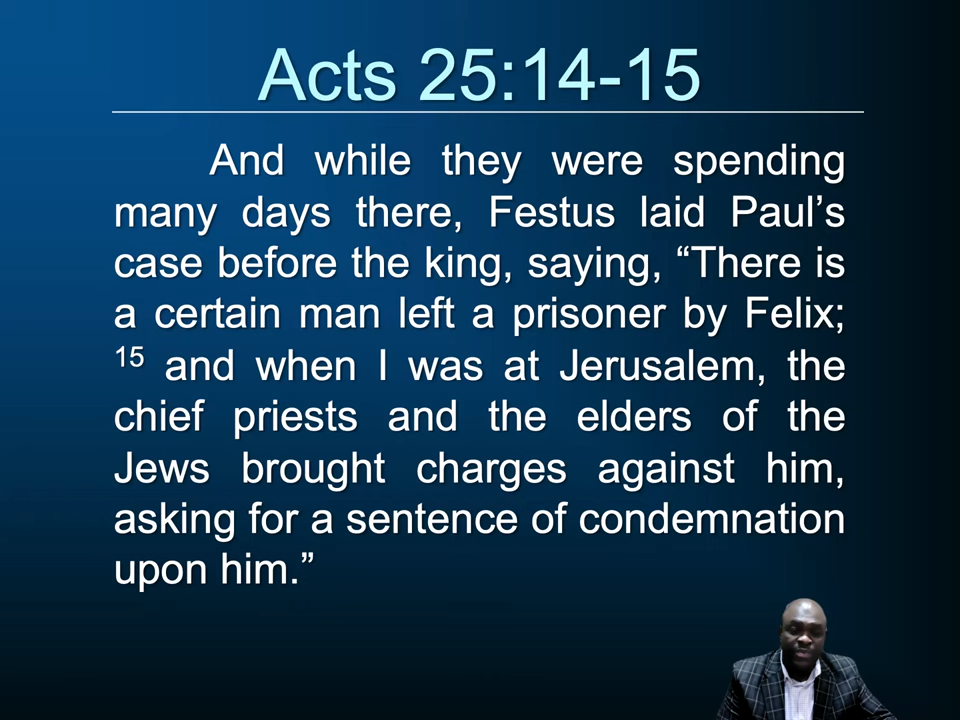 Acts 25:14-15
And while they were spending
many days there, Festus laid Paul’s
case before the king, saying, “There is
a certain man left a prisoner by Felix;
15 and when I was at Jerusalem, the
chief priests and the elders of the
Jews brought charges against him,
asking for a sentence of condemnation
upon him.”